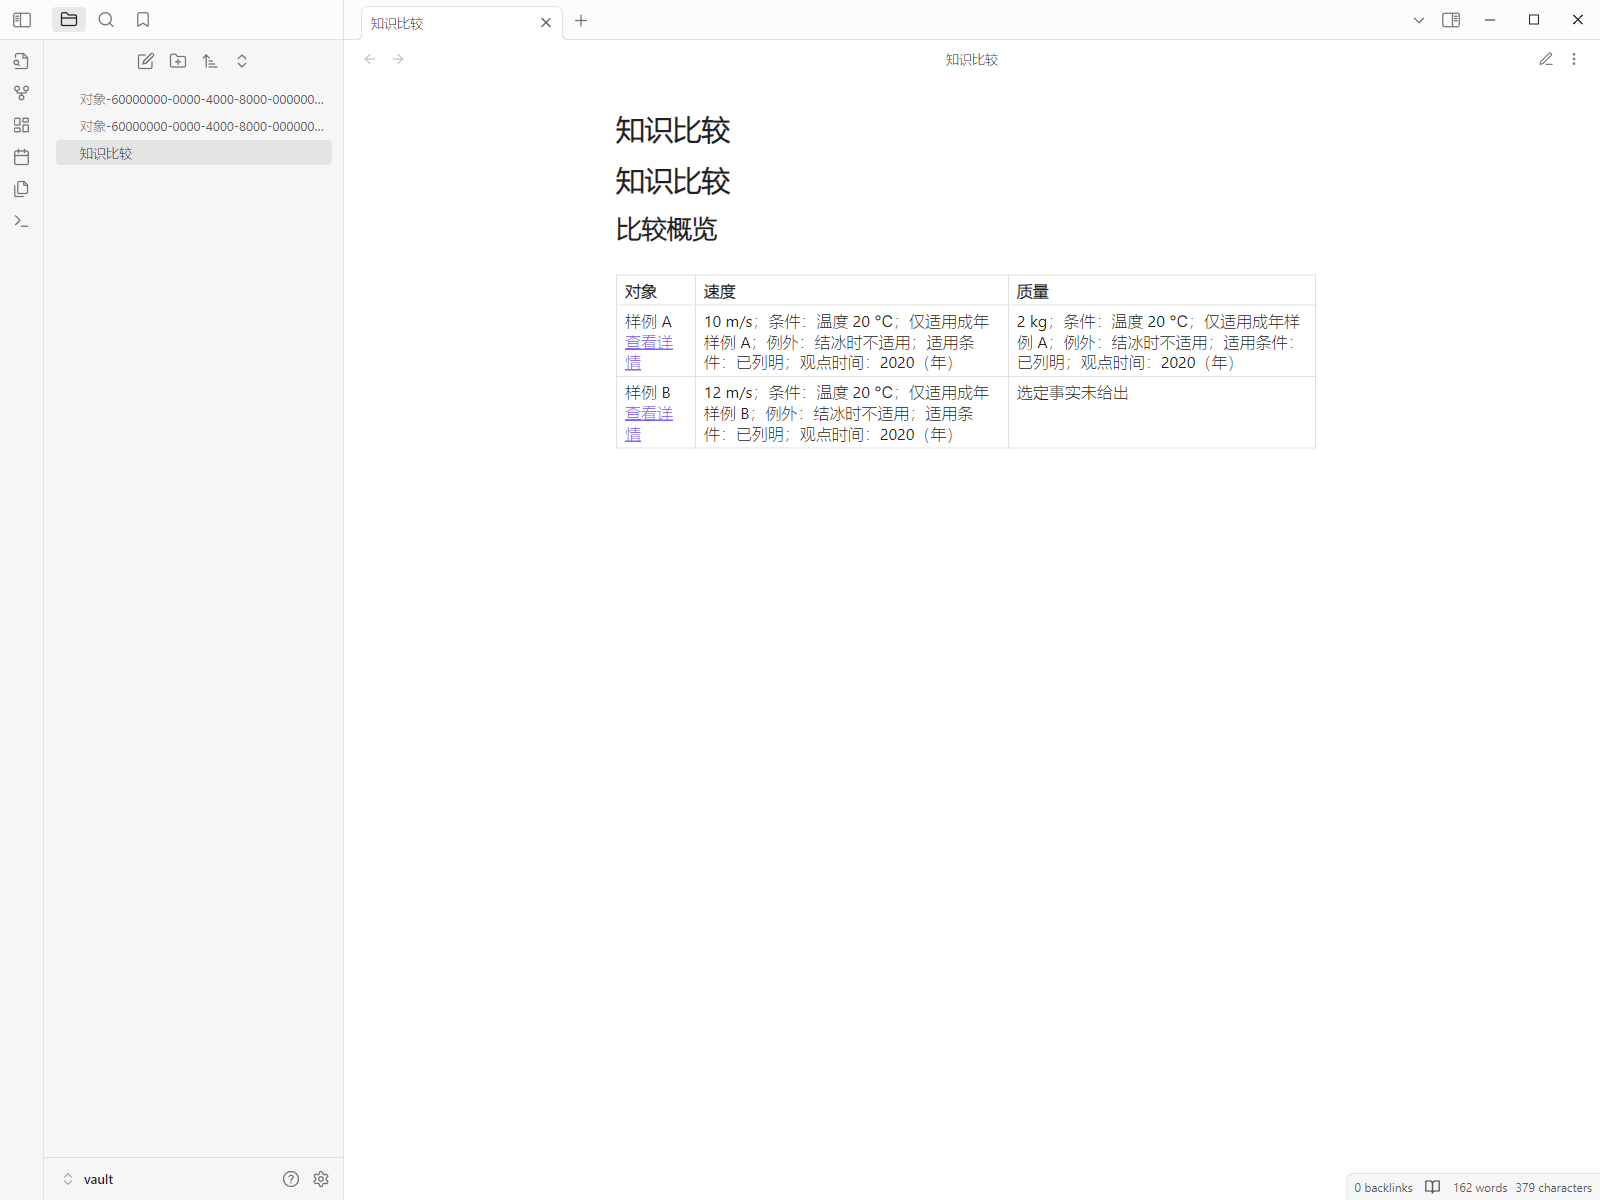 知识比较
知识比较
对象-60000000-0000-4000-8000-000000...
对象-60000000-0000-4000-8000-000000...
知识比较
知识比较
知识比较
比较概览
对象 速度 质量
样例 A
查看详
情
10 m/s；条件：温度 20 °C；仅适用成年
样例 A；例外：结冰时不适用；适用条
件：已列明；观点时间：2020（年）
2 kg；条件：温度 20 °C；仅适用成年样
例 A；例外：结冰时不适用；适用条件：
已列明；观点时间：2020（年）
样例 B
查看详
情
12 m/s；条件：温度 20 °C；仅适用成年
样例 B；例外：结冰时不适用；适用条
件：已列明；观点时间：2020（年）
选定事实未给出
vault
0 backlinks 162 words 379 characters